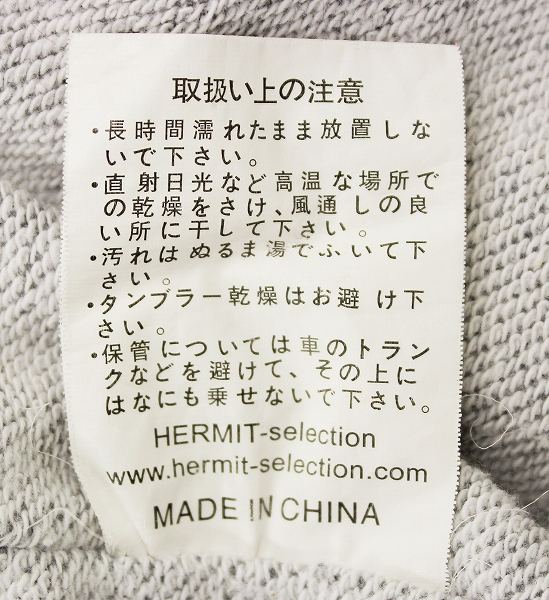 取扱い上の注意
・長時間濡れたまま放置しな
いで下さい。
・直射日光など高温な場所で
の乾燥をさけ、風通しの良
い所に干して下さい。
・汚れはぬるま湯でふいて下
さい。
・タンブラー乾燥はお避け下
さい。
・保管については車のトラン
クなどを避けて、その上に
はなにも乗せないで下さい。
HERMIT-selection
www.hermit-selection.com
MADE IN CHINA